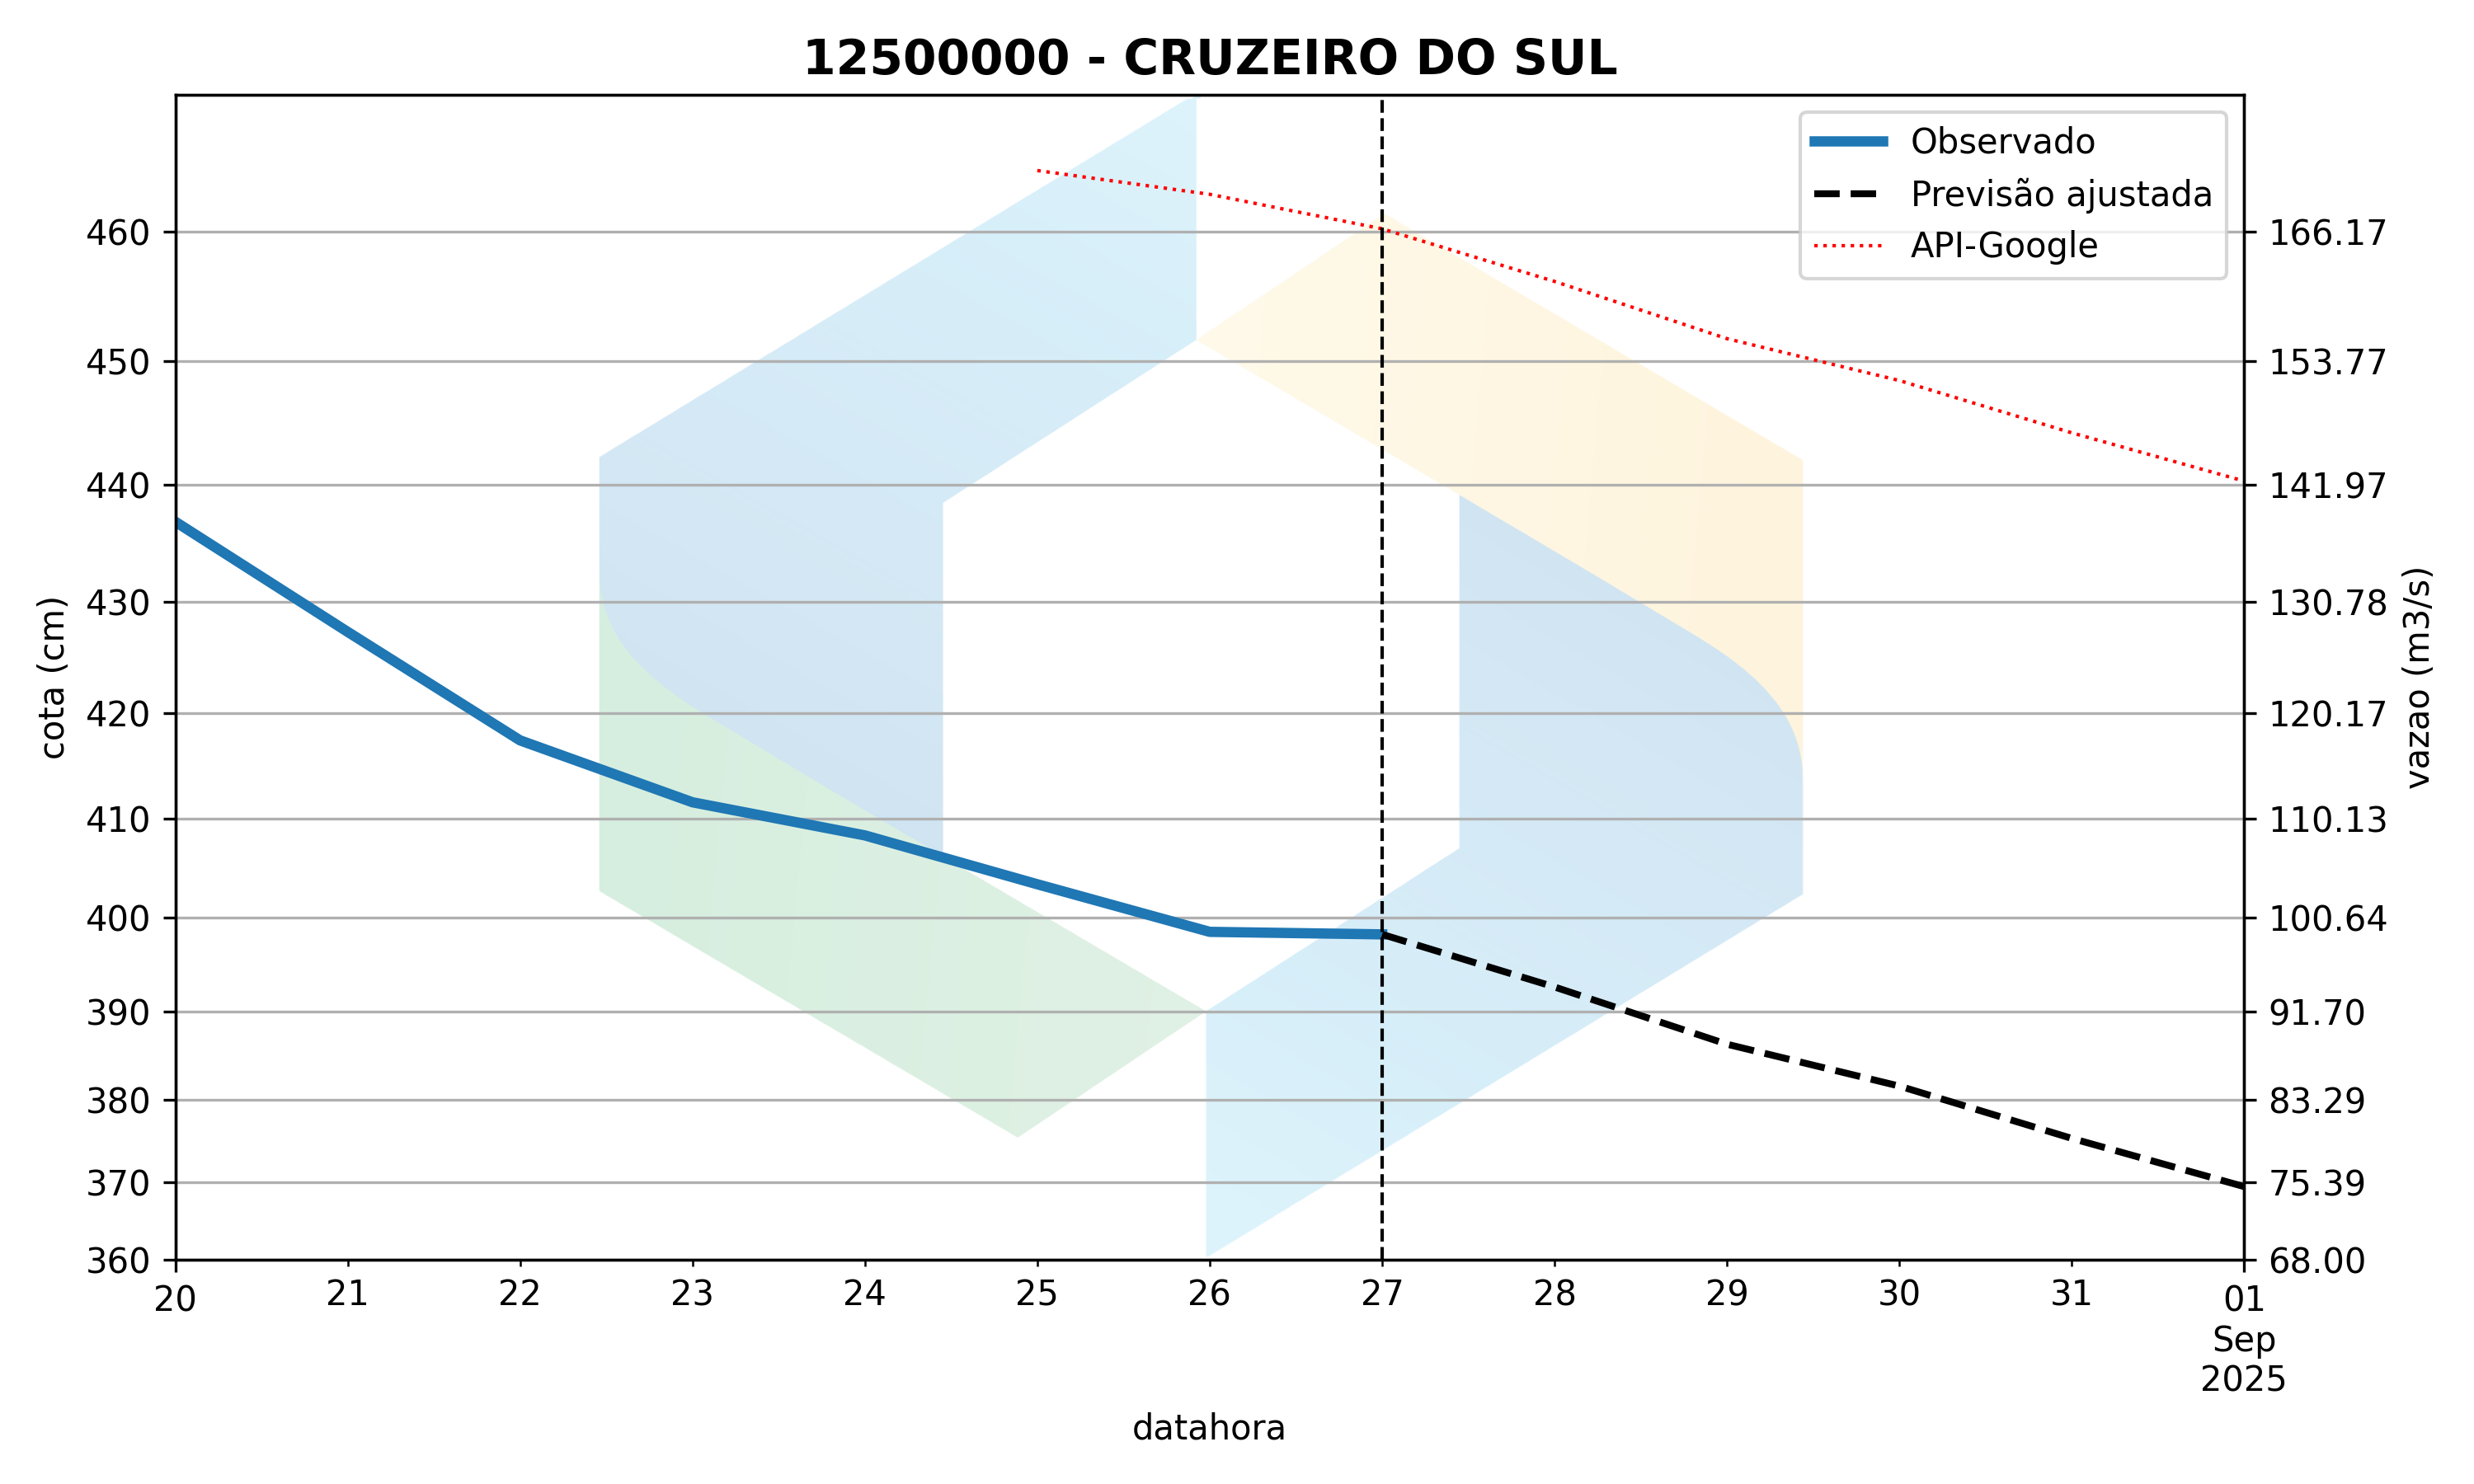 12500000 - CRUZEIRO DO SUL
Observado
Previsão ajustada
API-Google
cota (cm)
460
450
440
430
420
410
400
390
380
370
360
166.17
153.77
141.97
130.78
120.17
110.13
100.64
91.70
83.29
75.39
68.00
vazao (m3/s)
20 21 22 23 24 25 26 27 28 29 30 31 01
Sep
2025
datahora